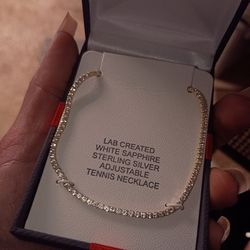 LAB CREATED
WHITE SAPPHIRE
STERLING SILVER
ADJUSTABLE
TENNIS NECKLACE